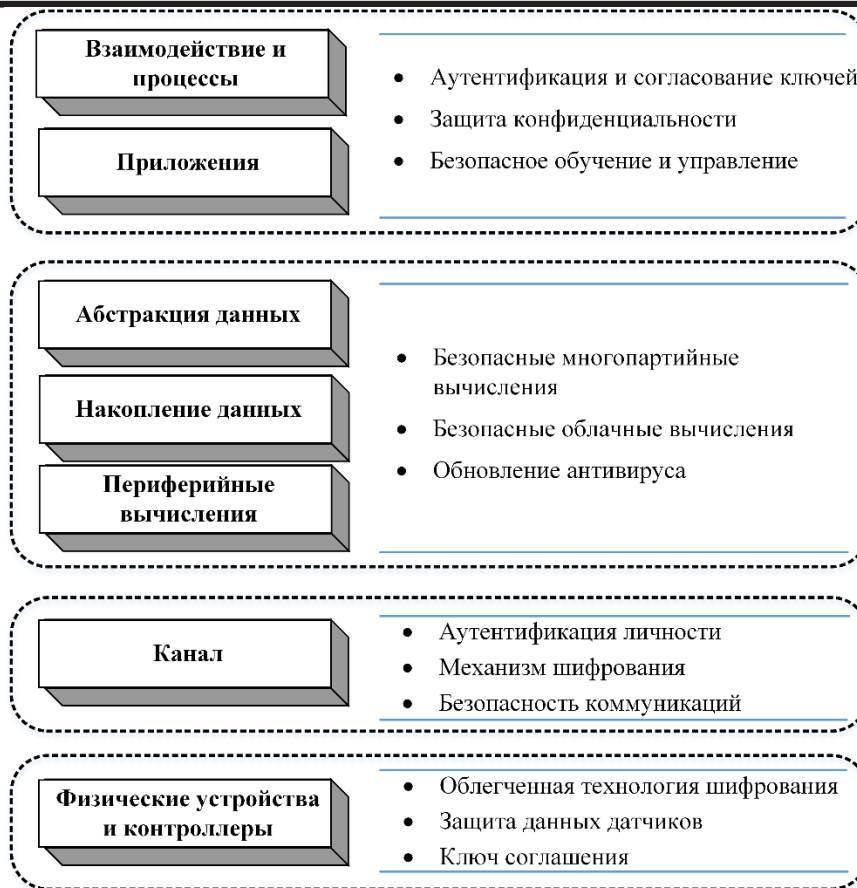 Взаимодействие и
процессы
Приложения
• Аутентификация и согласование ключей
• Защита конфиденциальности
• Безопасное обучение и управление
Абстракция данных
Накопление данных
Периферийные
вычисления
• Безопасные многопартийные
вычисления
• Безопасные облачные вычисления
• Обновление антивируса
Канал
• Аутентификация личности
• Механизм шифрования
• Безопасность коммуникаций
Физические устройства
и контроллеры
• Облегченная технология шифрования
• Защита данных датчиков
• Ключ соглашения